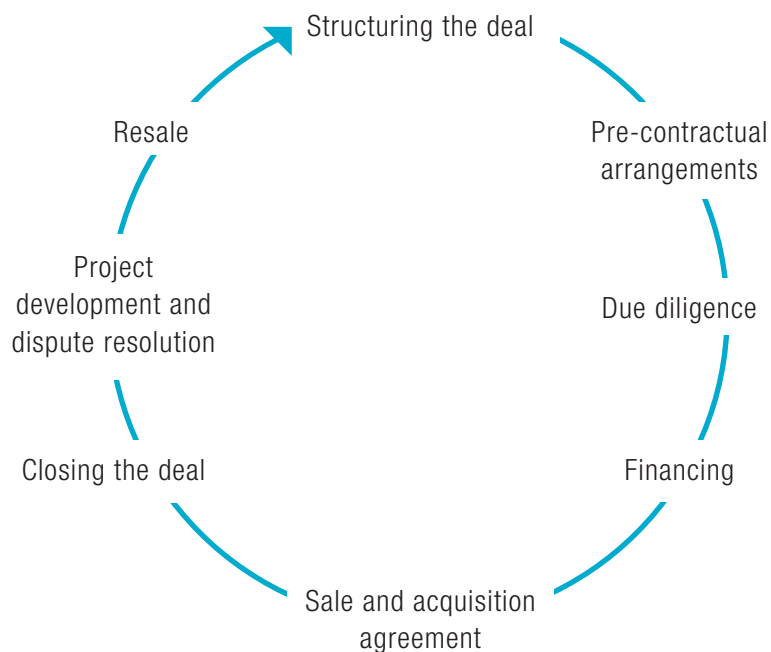 Structuring the deal
Pre-contractual
arrangements
Due diligence
Financing
Sale and acquisition
agreement
Closing the deal
Project
development and
dispute resolution
Resale